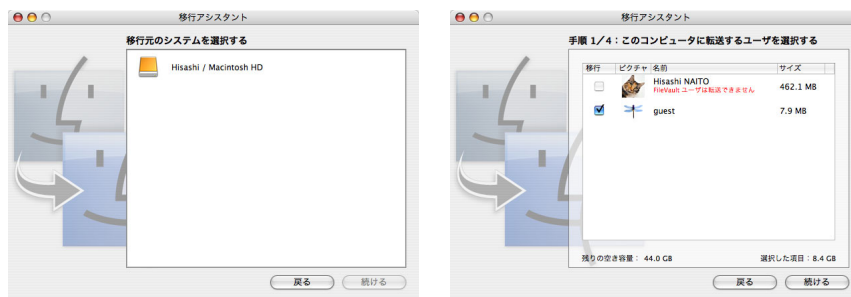 移行アシスタント
移行元のシステムを選択する
Hisashi / Macintosh HD
戻る
続ける
移行アシスタント
手順 1／4：このコンピュータに転送するユーザを選択する
移行 ピクチャ 名前 サイズ
Hisashi NAITO
FileVault ユーザは転送できません
462.1 MB
guest 7.9 MB
残りの空き容量： 44.0 GB 選択した項目：8.4 GB
戻る
続ける